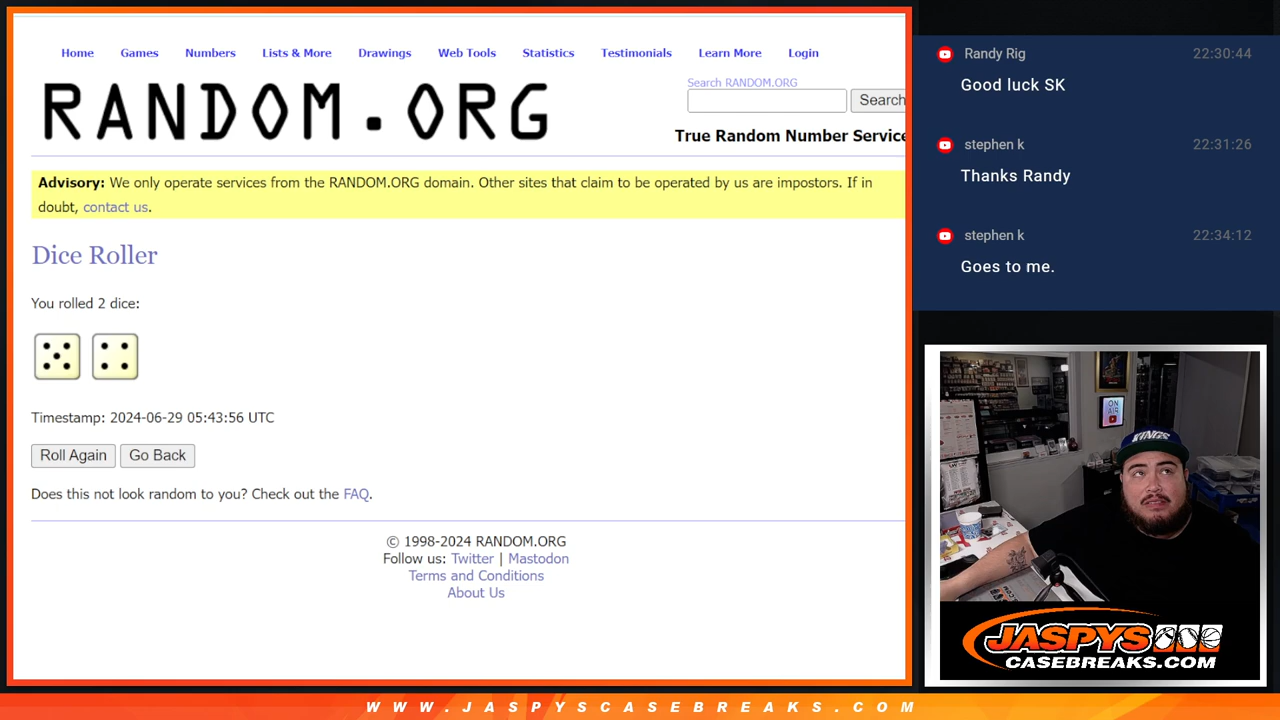 Home Games Numbers Lists & More Drawings Web Tools Statistics Testimonials Learn More Login
RANDOM.ORG
Search RANDOM.ORG
Search
True Random Number Service
Advisory: We only operate services from the RANDOM.ORG domain. Other sites that claim to be operated by us are impostors. If in
doubt, contact us.
Dice Roller
You rolled 2 dice:
Timestamp: 2024-06-29 05:43:56 UTC
Roll Again Go Back
Does this not look random to you? Check out the FAQ.
© 1998-2024 RANDOM.ORG
Follow us: Twitter | Mastodon
Terms and Conditions
About Us
Randy Rig 22:30:44
Good luck SK
stephen k 22:31:26
Thanks Randy
stephen k 22:34:12
Goes to me.
ON
AIR
KINGS
JASPYS
CASEBREAKS.COM
WWW.JASPYSCASEBREAKS.COM